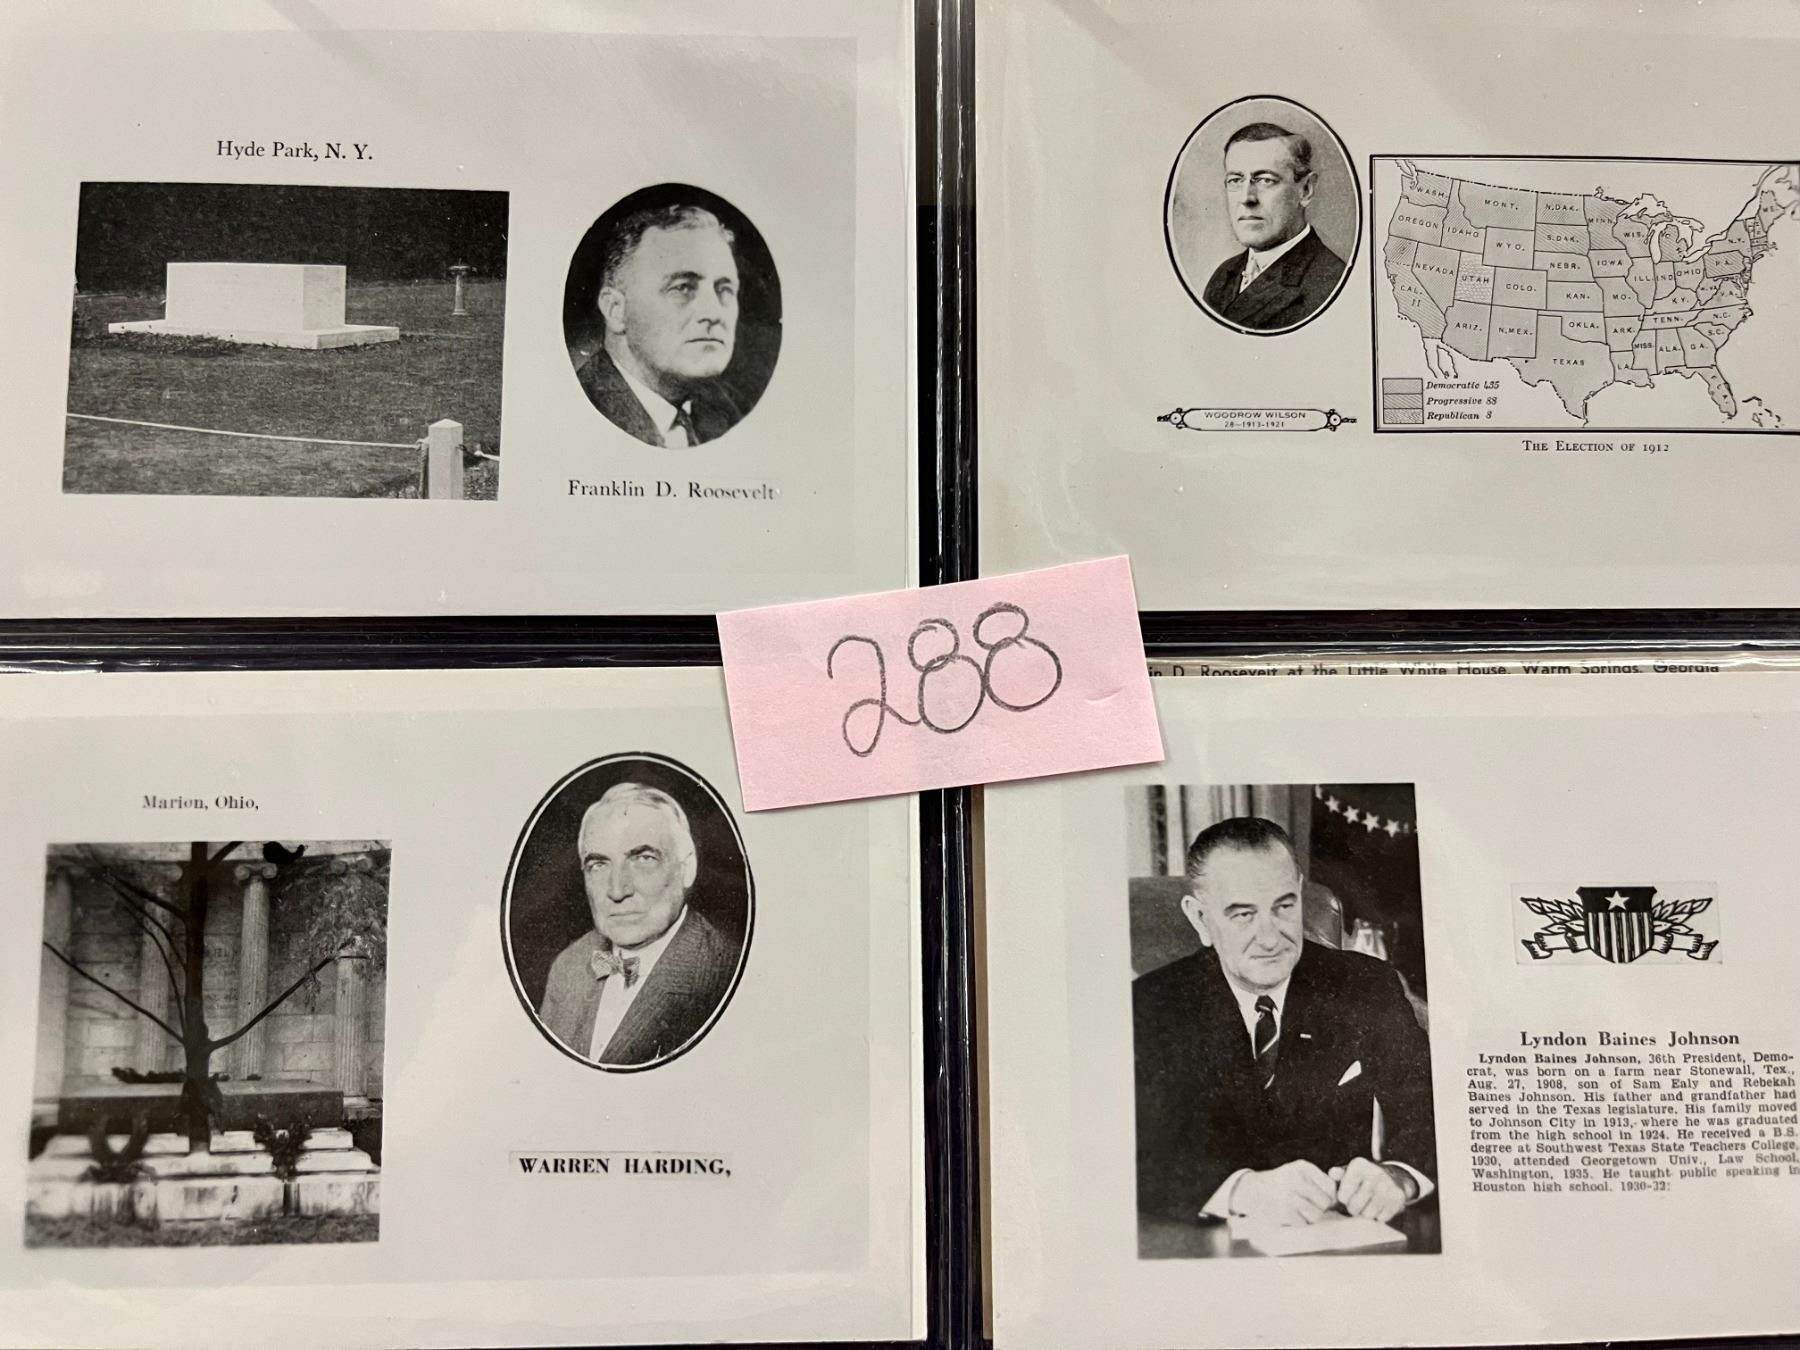 Hyde Park, N. Y.
Franklin D. Roosevelt
WASH.
MONT.
N.DAK.
MINN.
ME.
OREGON
IDAHO
S.DAK.
WIS.
N.Y.
WYO.
NEBR.
IOWA
PA.
NEVADA
UTAH
COLO.
ILL.
IND.
OHIO
CAL.
KAN.
MO.
KY.
W.VA.
VA.
ARIZ.
N.MEX.
OKLA.
ARK.
TENN.
N.C.
S.C.
MISS.
ALA.
GA.
TEXAS
LA.
FLA.
Democratic 435
Progressive 88
Republican 8
WOODROW WILSON
28—1913-1921
THE ELECTION OF 1912
288
in D. Roosevelt at the Little White House, Warm Springs, Georgia
Marion, Ohio,
WARREN HARDING,
Lyndon Baines Johnson
Lyndon Baines Johnson, 36th President, Demo-
crat, was born on a farm near Stonewall, Tex.,
Aug. 27, 1908, son of Sam Ealy and Rebekah
Baines Johnson. His father and grandfather had
served in the Texas legislature. His family moved
to Johnson City in 1913, where he was graduated
from the high school in 1924. He received a B.S.
degree at Southwest Texas State Teachers College,
1930, attended Georgetown Univ., Law School,
Washington, 1935. He taught public speaking in
Houston high school, 1930-32: